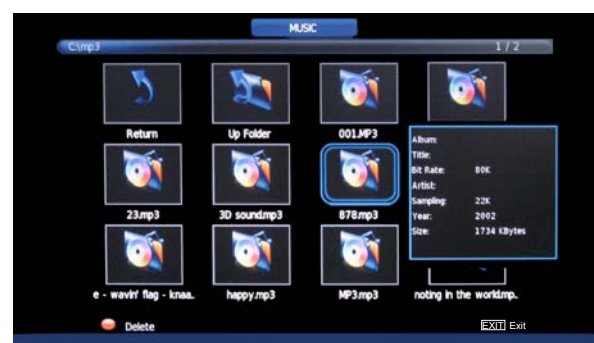 MUSIC
C:\mp3
1 / 2
Return
Up Folder
001.MP3
Album:
Title:
Bit Rate: 80K
Artist:
Sampling: 22K
Year: 2002
Size: 1734 KBytes
23.mp3
3D sound.mp3
878.mp3
e - wavin' flag - knaa..
happy.mp3
MP3.mp3
noting in the world.mp..
Delete
EXIT Exit